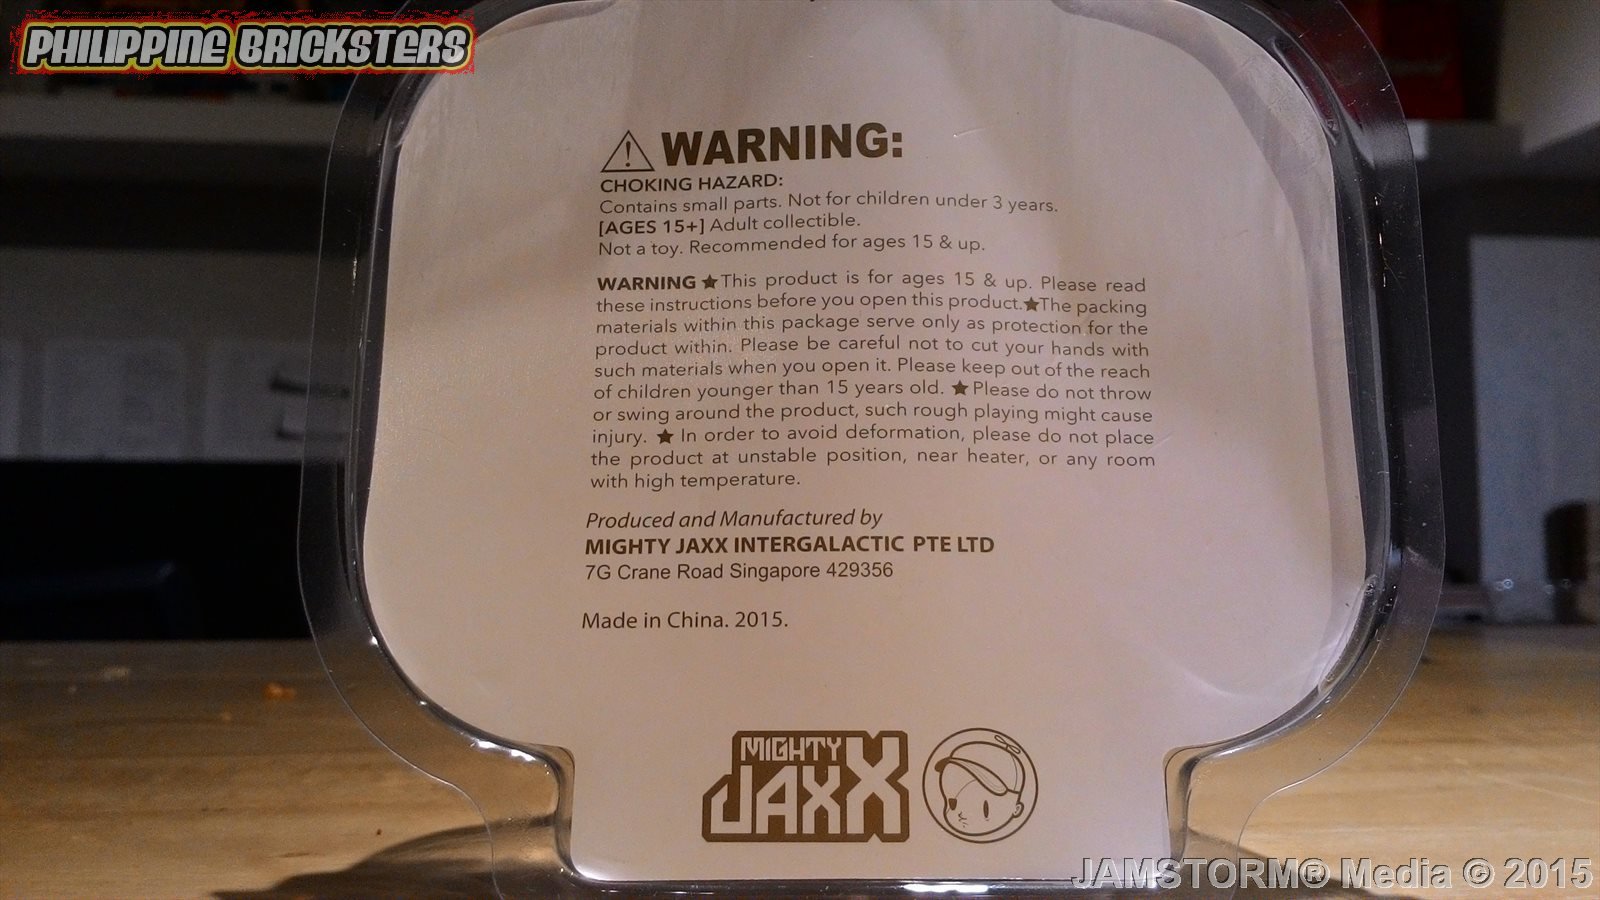 PHILIPPINE BRICKSTERS
WARNING:
CHOKING HAZARD:
Contains small parts. Not for children under 3 years.
[AGES 15+] Adult collectible.
Not a toy. Recommended for ages 15 & up.
WARNING ★ This product is for ages 15 & up. Please read
these instructions before you open this product.★The packing
materials within this package serve only as protection for the
product within. Please be careful not to cut your hands with
such materials when you open it. Please keep out of the reach
of children younger than 15 years old. ★ Please do not throw
or swing around the product, such rough playing might cause
injury. ★ In order to avoid deformation, please do not place
the product at unstable position, near heater, or any room
with high temperature.
Produced and Manufactured by
MIGHTY JAXX INTERGALACTIC PTE LTD
7G Crane Road Singapore 429356
Made in China. 2015.
MIGHTY
JAXX
JAMSTORM® Media © 2015